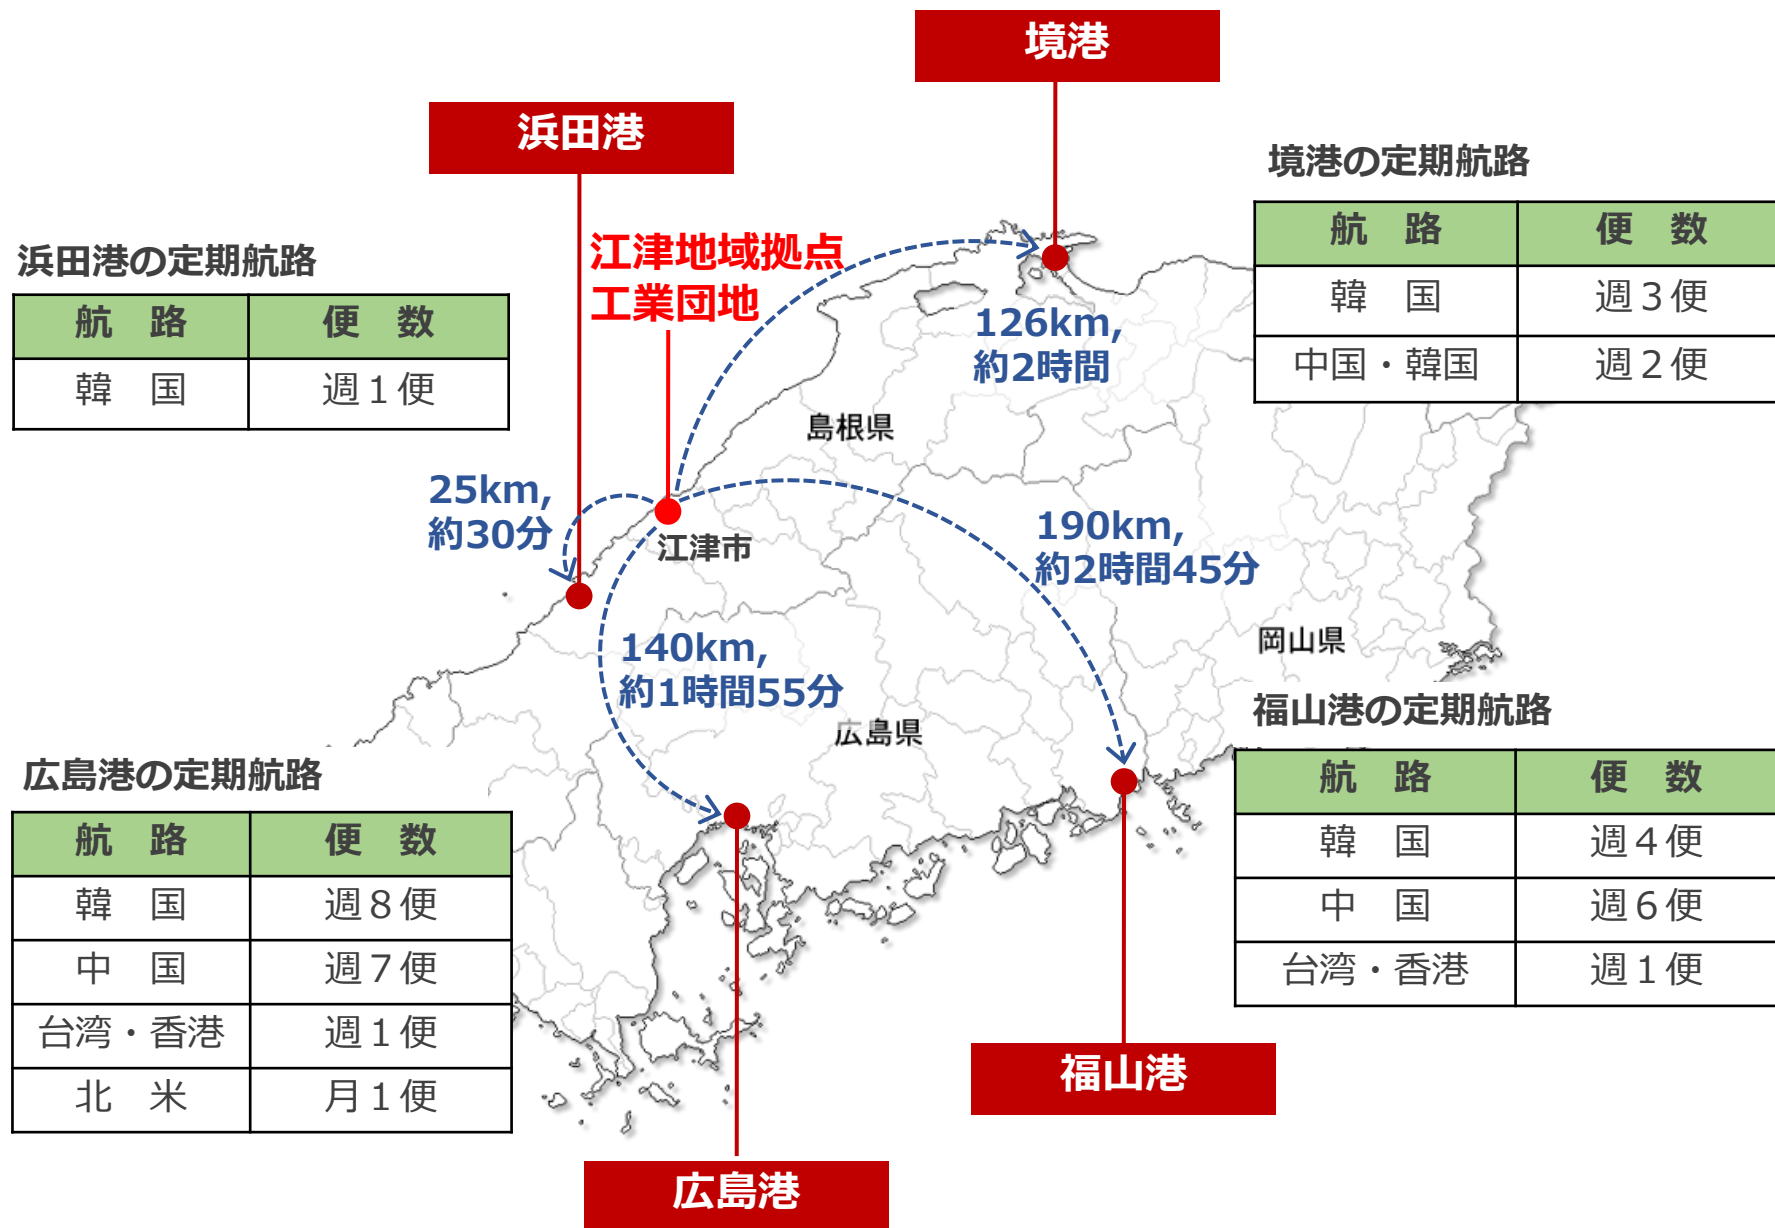 境港
浜田港
境港の定期航路
航　路　便　数
韓　国　週３便
中国・韓国　週２便
浜田港の定期航路
航　路　便　数
韓　国　週１便
江津地域拠点
工業団地
126km,
約2時間
島根県
25km,
約30分
江津市
190km,
約2時間45分
140km,
約1時間55分
岡山県
広島県
福山港の定期航路
航　路　便　数
韓　国　週４便
中　国　週６便
台湾・香港　週１便
広島港の定期航路
航　路　便　数
韓　国　週８便
中　国　週７便
台湾・香港　週１便
北　米　月１便
福山港
広島港